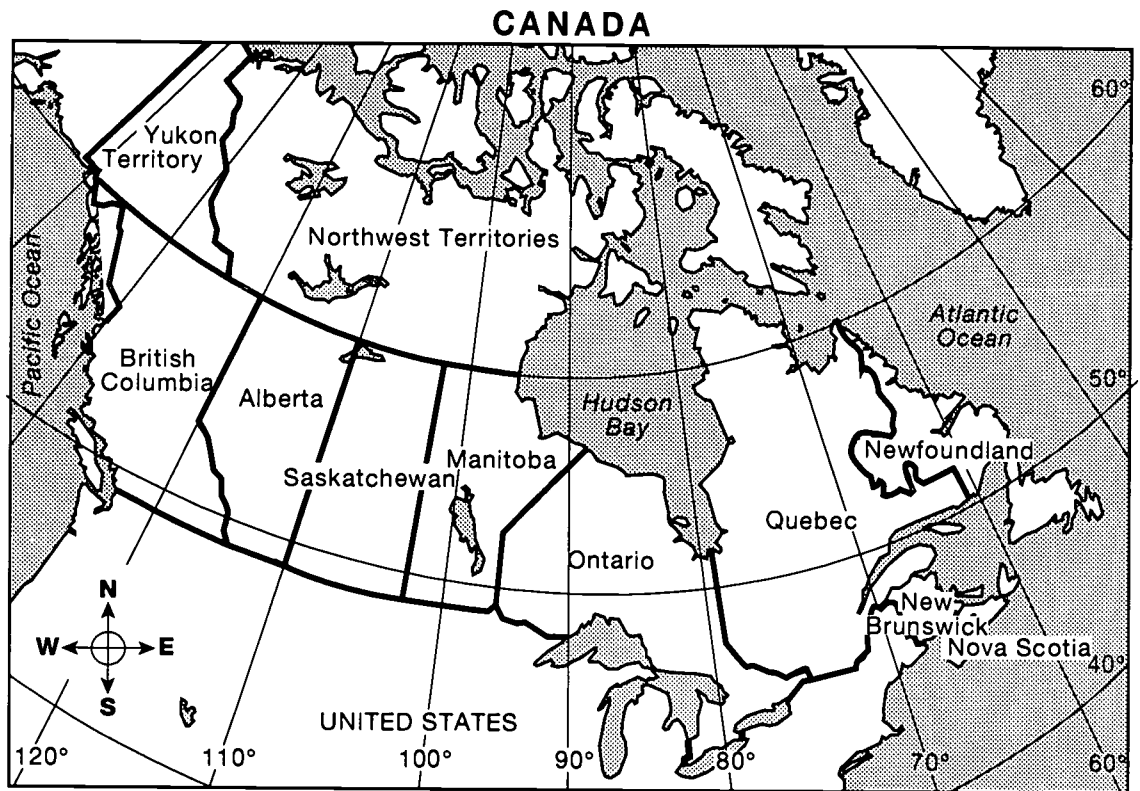 CANADA
60°
Yukon
Territory
Northwest Territories
Pacific Ocean
Atlantic
Ocean
British
Columbia
Alberta
50°
Hudson
Bay
Saskatchewan
Manitoba
Newfoundland
Quebec
Ontario
New
Brunswick
Nova Scotia
40°
N
W
E
S
UNITED STATES
120°
110°
100°
90°
80°
70°
60°